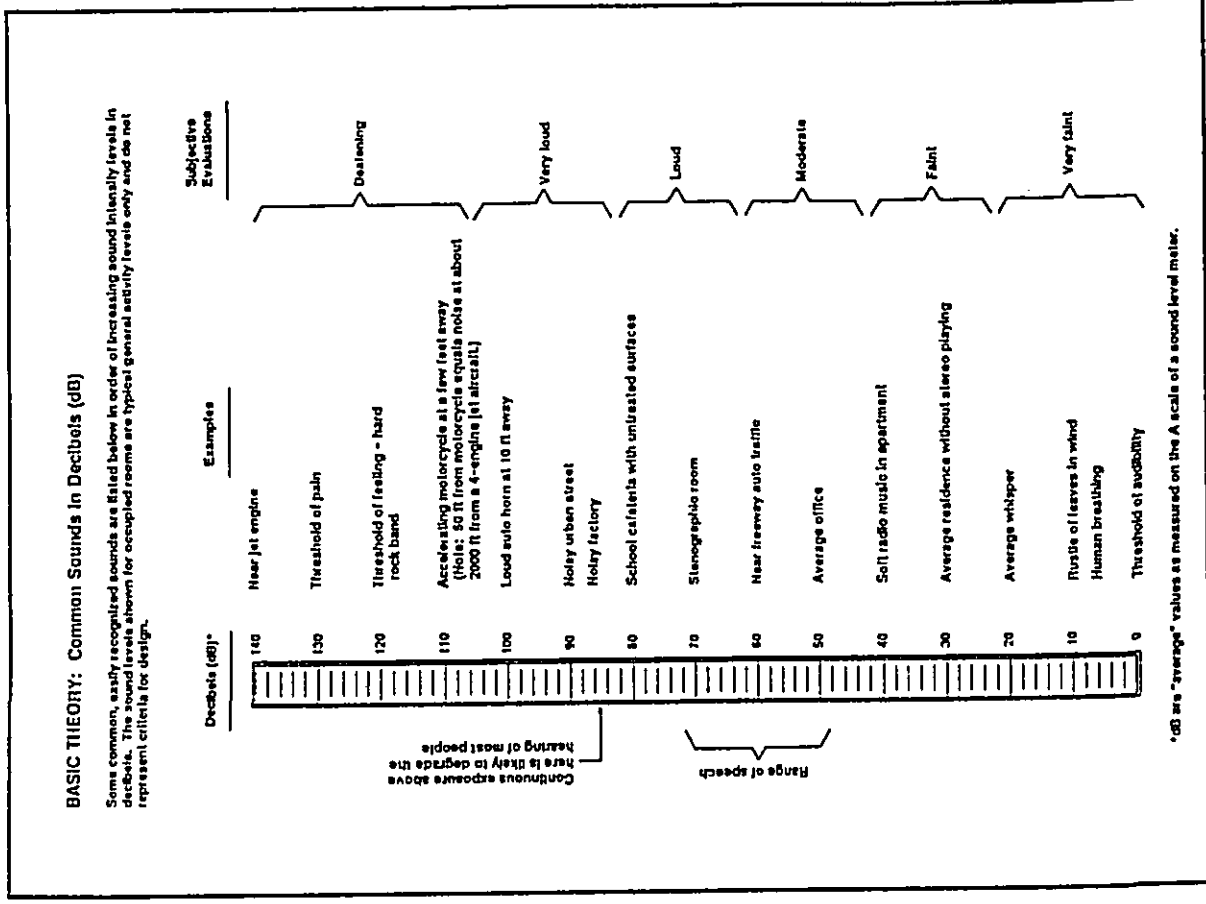 BASIC THEORY: Common Sounds in Decibels (dB)
Some common, easily recognized sounds are listed below in order of increasing sound intensity levels in
decibels. The sound levels shown for occupied rooms are typical general activity levels only and do not
represent criteria for design.
Decibels (dB)*
Examples
Subjective
Evaluations
140
Near jet engine
130
Threshold of pain
120
Threshold of feeling - hard
rock band
Deafening
110
Accelerating motorcycle at a few feet away
(Note: 50 ft from motorcycle equals noise at about
2000 ft from a 4-engine jet aircraft.)
100
Loud auto horn at 10 ft away
Very loud
90
Noisy urban street
Noisy factory
Continuous exposure above
here is likely to degrade the
hearing of most people
80
School cafeteria with untreated surfaces
70
Stenographic room
Loud
60
Near freeway auto traffic
Range of speech
50
Average office
Moderate
40
Soft radio music in apartment
30
Average residence without stereo playing
Faint
20
Average whisper
10
Rustle of leaves in wind
Human breathing
Very faint
0
Threshold of audibility
*dB are "average" values as measured on the A scale of a sound level meter.